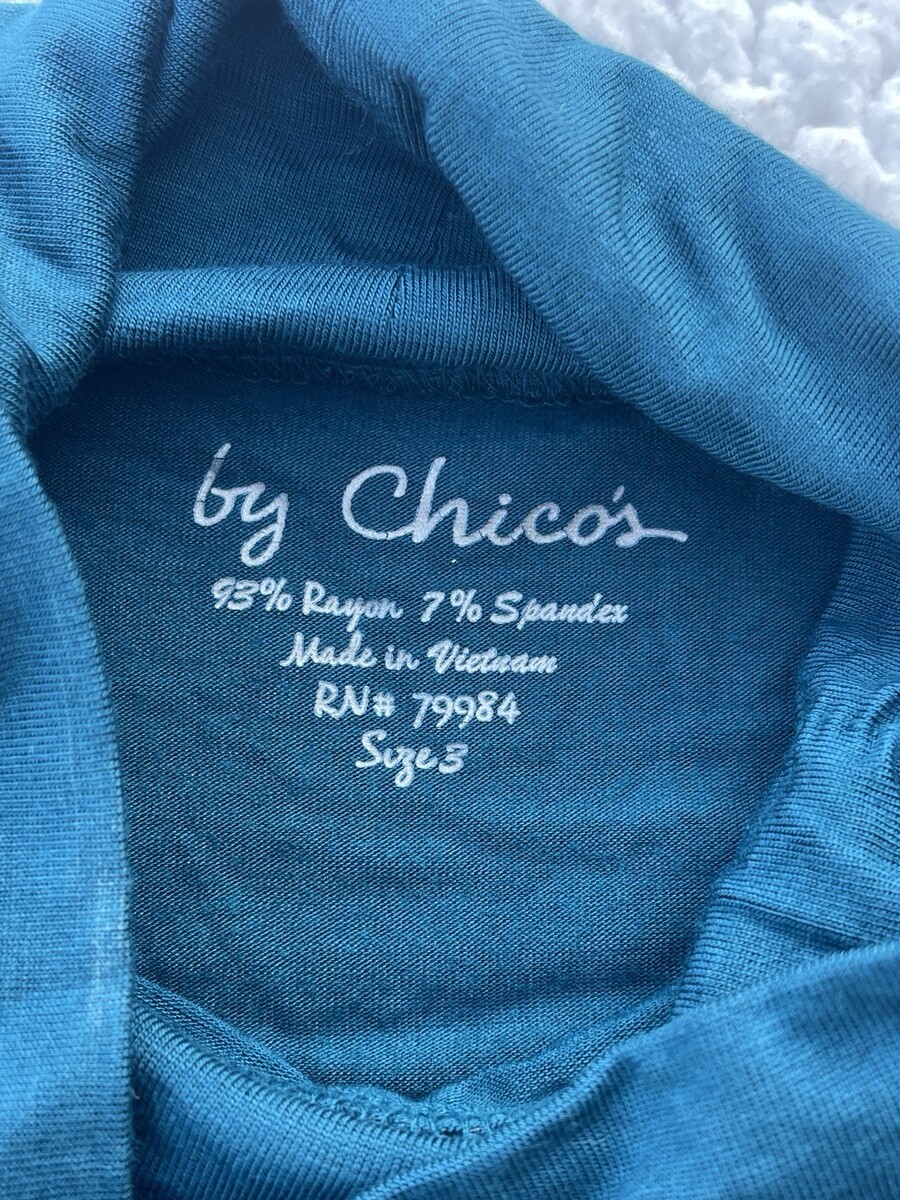 by Chico's
93% Rayon 7% Spandex
Made in Vietnam
RN# 79984
Size 3